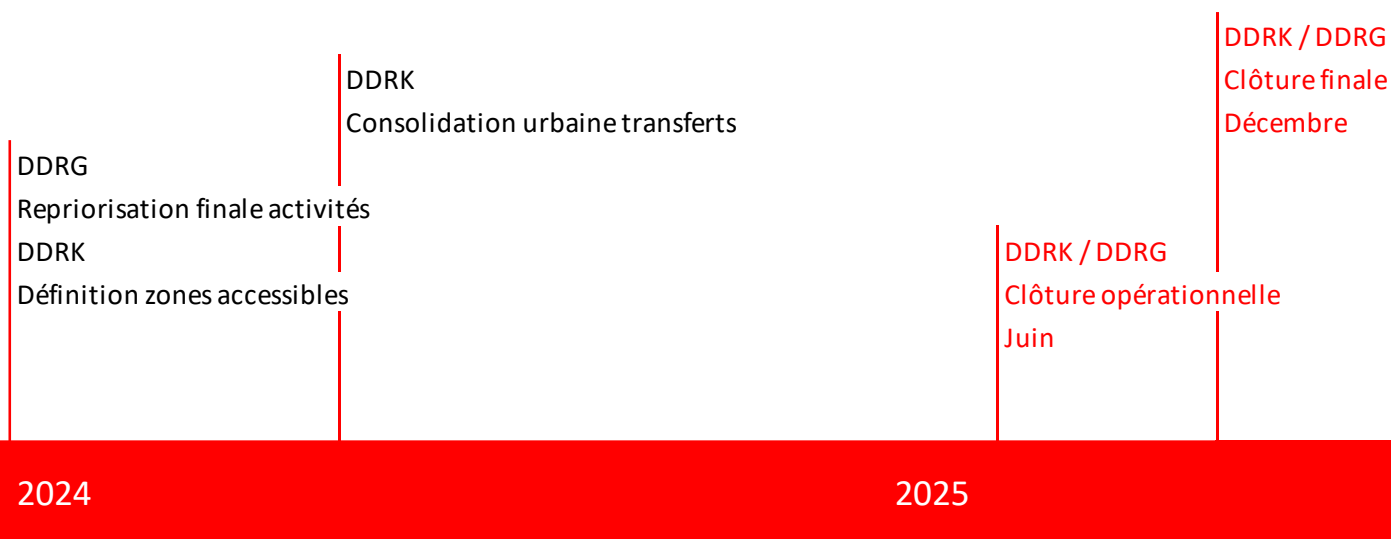 DDRG
Repriorisation finale activités
DDRK
Définition zones accessibles
DDRK
Consolidation urbaine transferts
DDRK / DDRG
Clôture opérationnelle
Juin
DDRK / DDRG
Clôture finale
Décembre
2024
2025